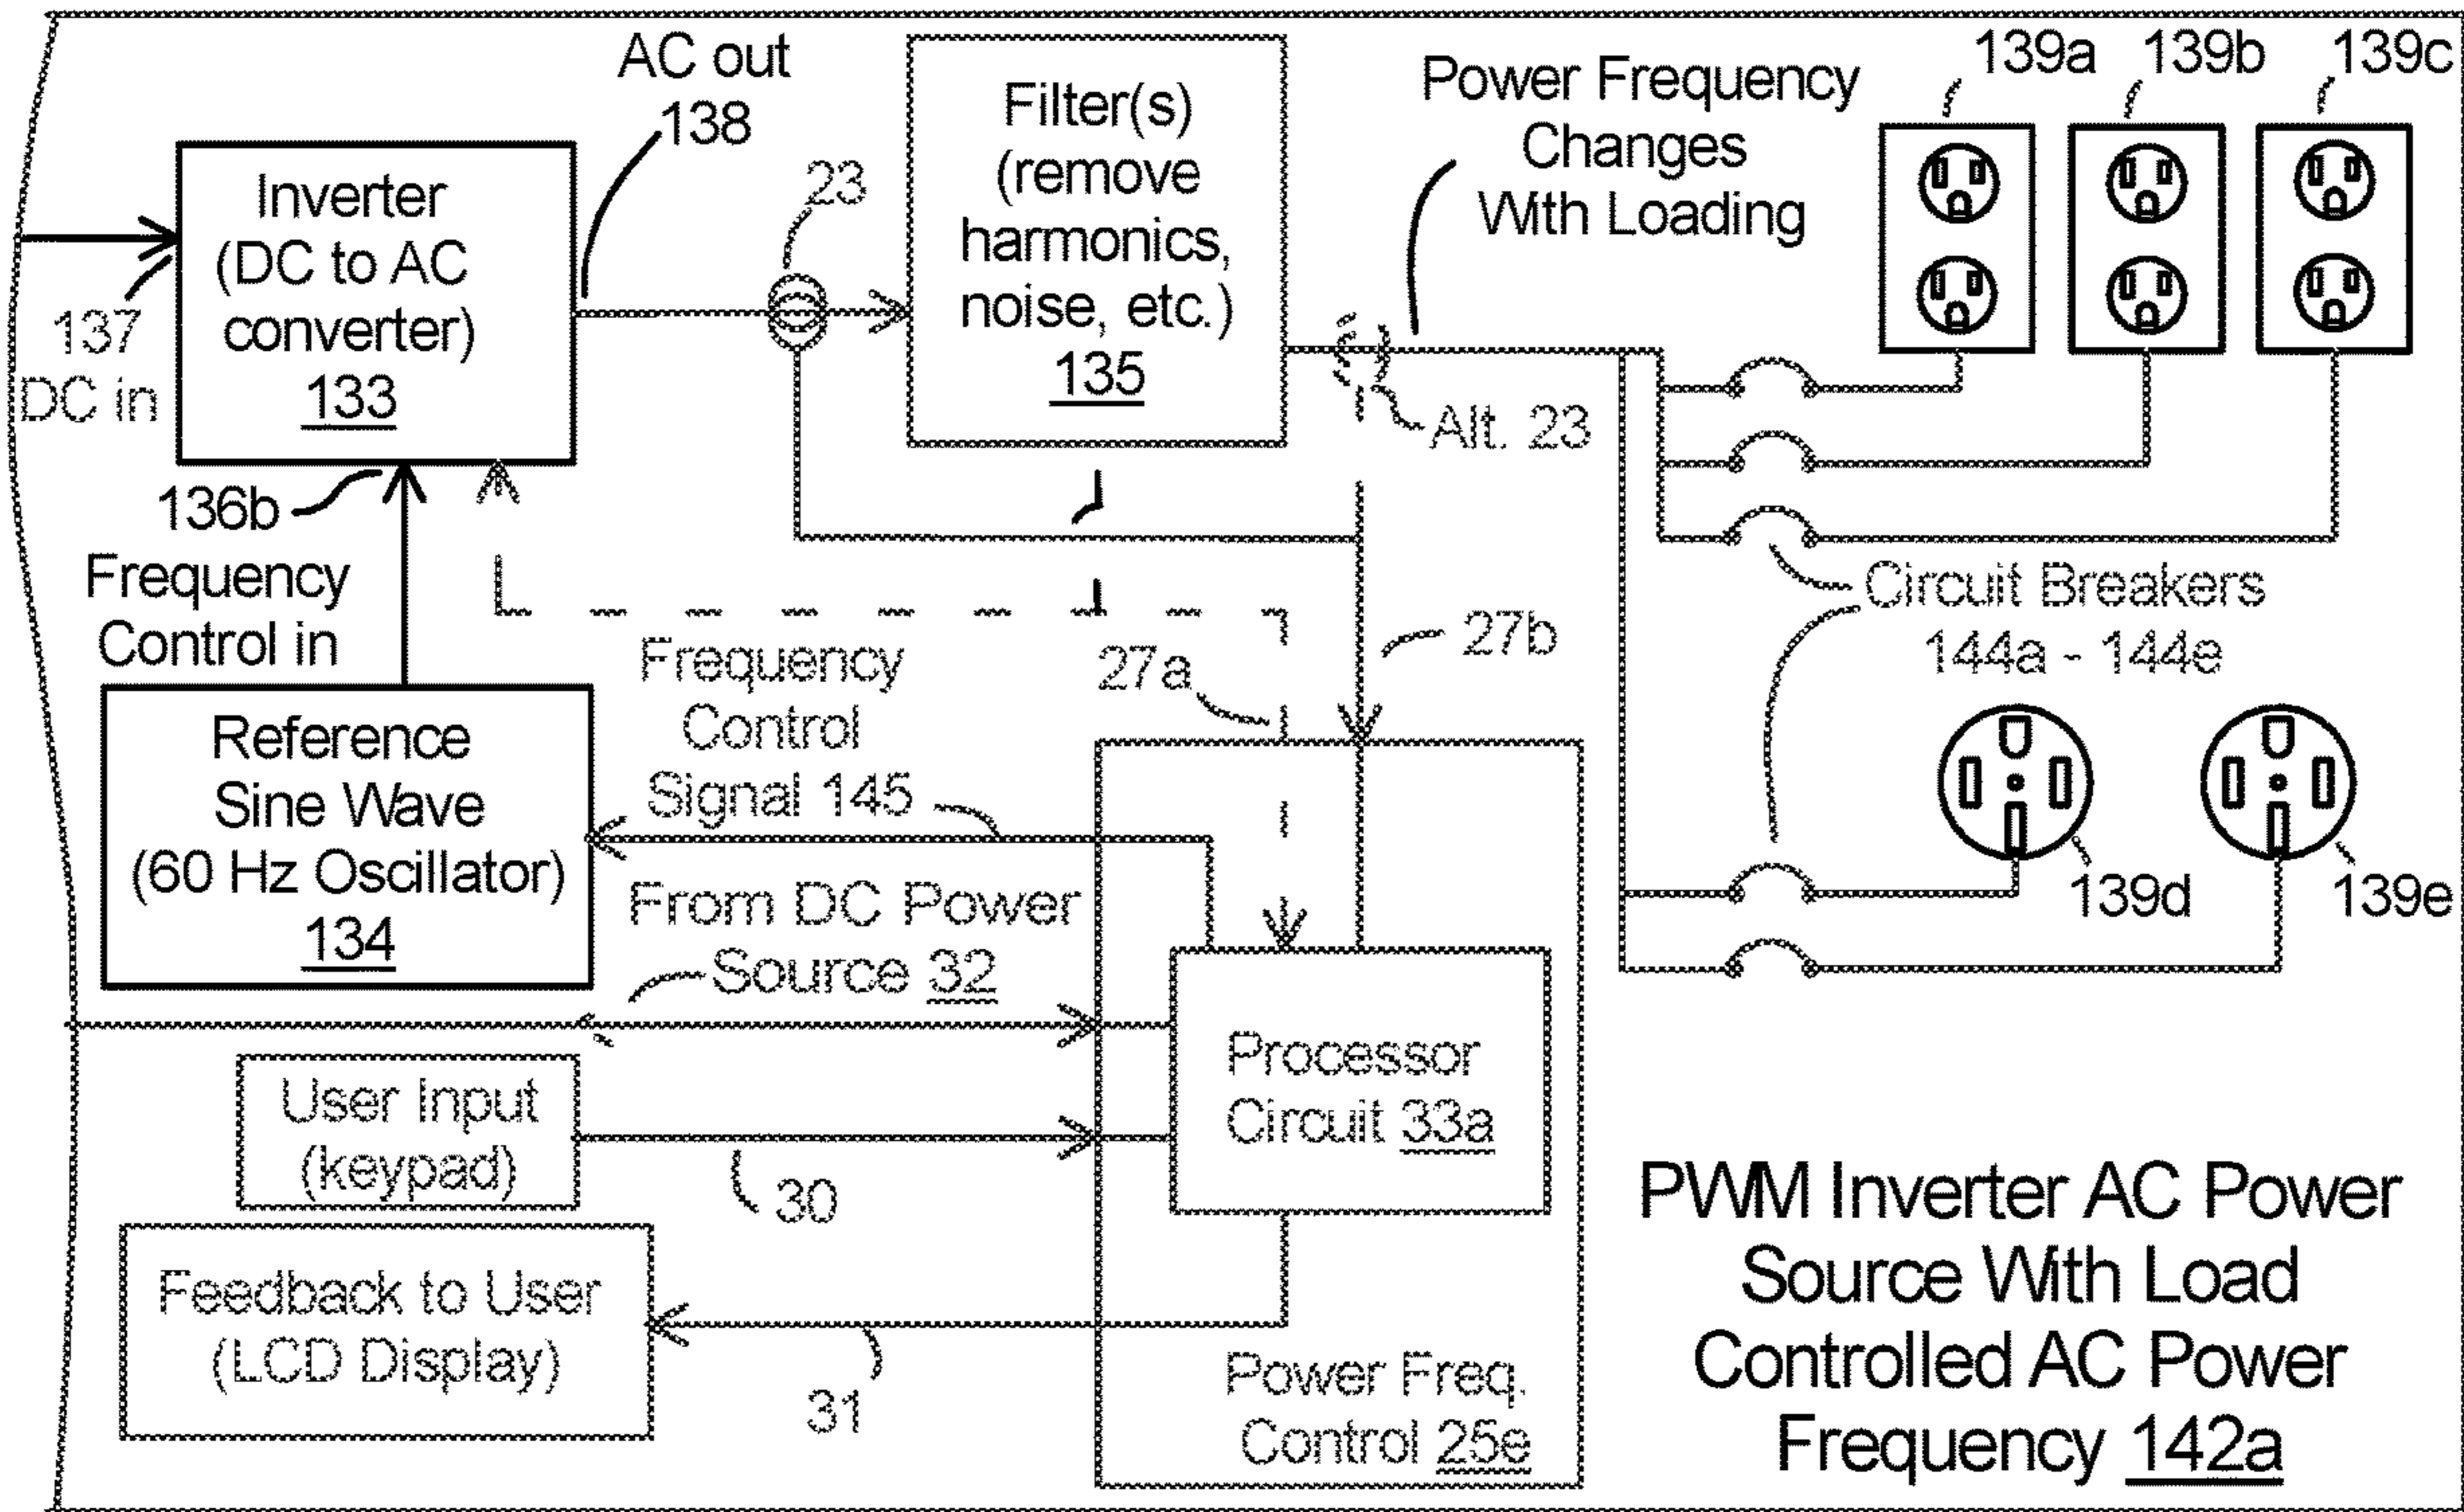 AC out
138
Inverter
(DC to AC
converter)
133
137
DC in
23
Filter(s)
(remove
harmonics,
noise, etc.)
135
Power Frequency
Changes
With Loading
139a
139b
139c
Alt. 23
136b
Frequency
Control in
Frequency
Control
Signal 145
27a
27b
Circuit Breakers
144a - 144e
139d
139e
Reference
Sine Wave
(60 Hz Oscillator)
134
From DC Power
Source 32
User Input
(keypad)
30
Processor
Circuit 33a
Feedback to User
(LCD Display)
31
Power Freq.
Control 25e
PWM Inverter AC Power
Source With Load
Controlled AC Power
Frequency 142a